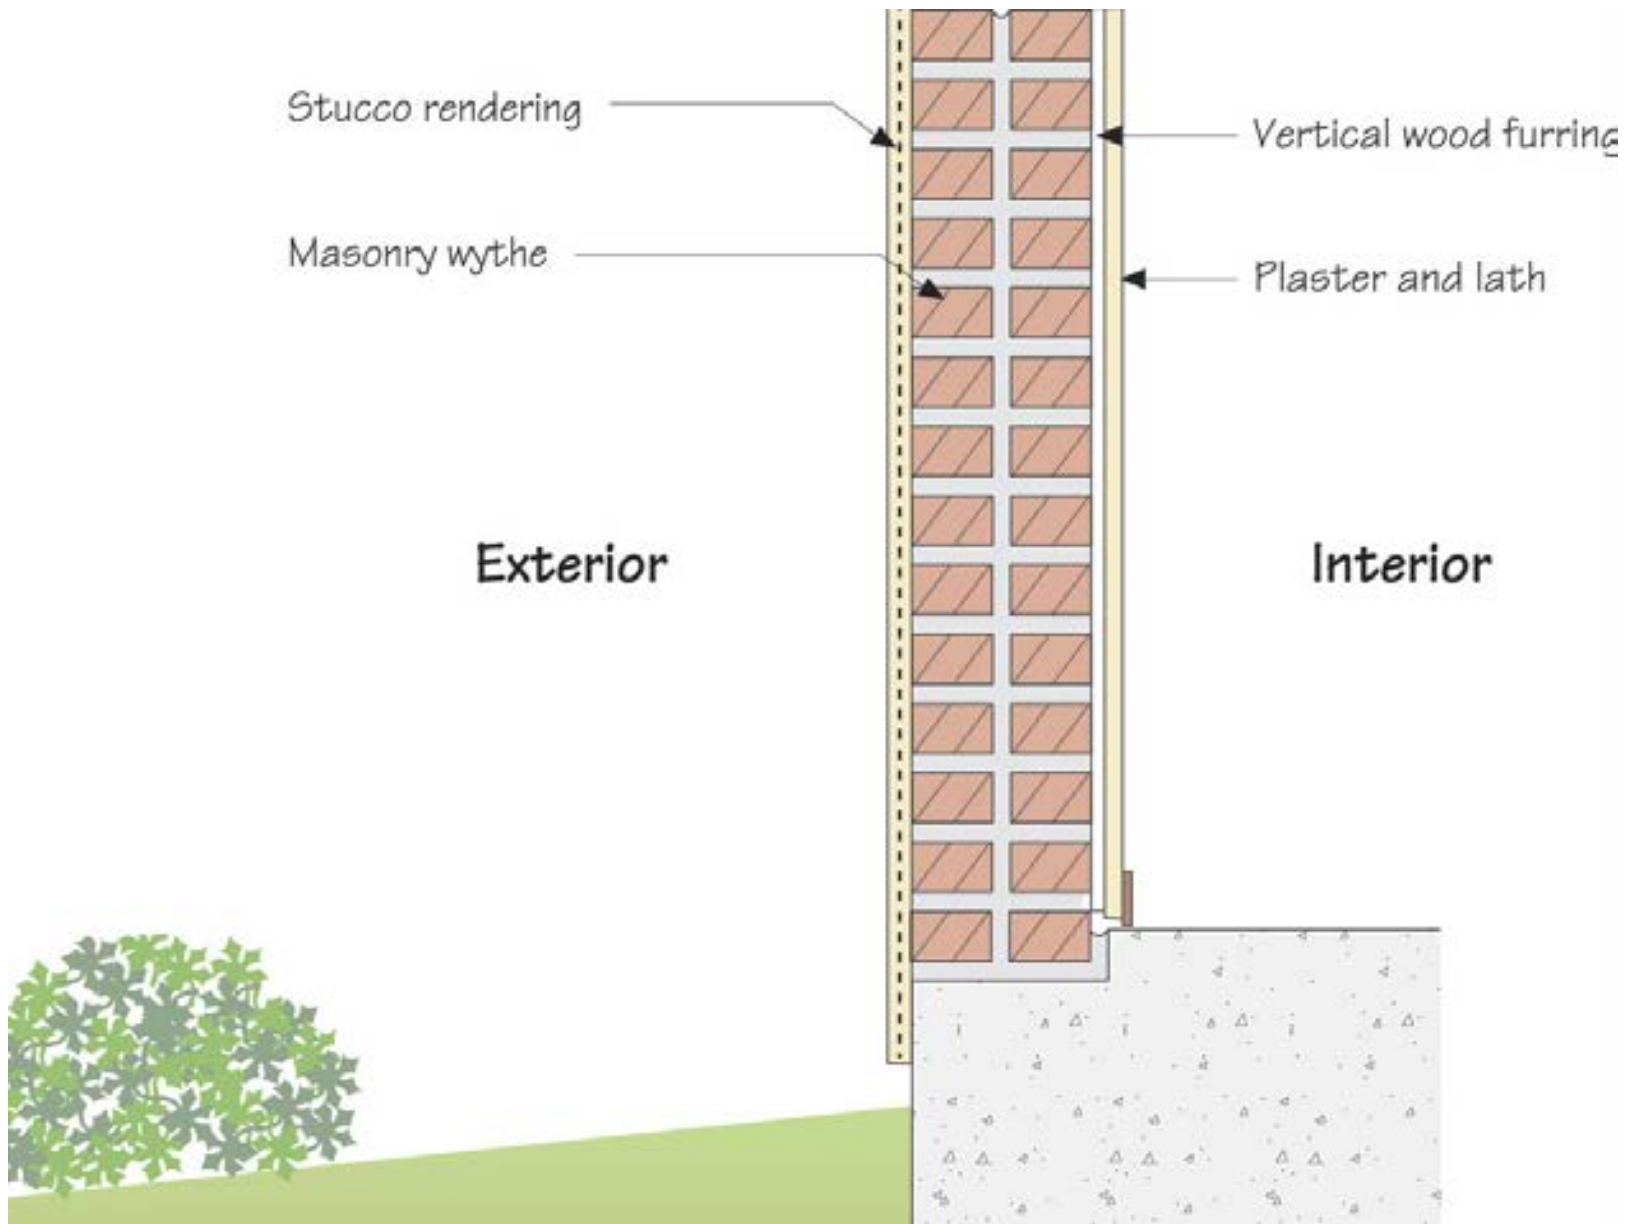 Stucco rendering
Vertical wood furring
Masonry wythe
Plaster and lath
Exterior
Interior